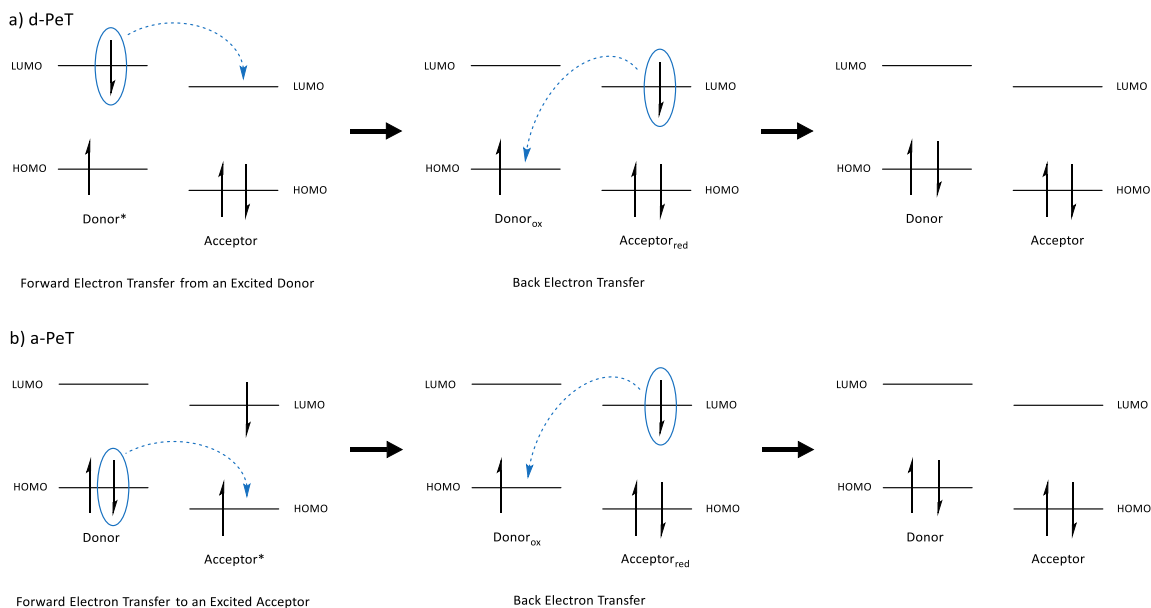 a) d-PeT
LUMO
LUMO
HOMO
HOMO
Donor*
Acceptor
LUMO
LUMO
HOMO
HOMO
Donorox
Acceptorred
LUMO
LUMO
HOMO
HOMO
Donor
Acceptor
Forward Electron Transfer from an Excited Donor
Back Electron Transfer
b) a-PeT
LUMO
LUMO
HOMO
HOMO
Donor
Acceptor*
LUMO
LUMO
HOMO
HOMO
Donorox
Acceptorred
LUMO
LUMO
HOMO
HOMO
Donor
Acceptor
Forward Electron Transfer to an Excited Acceptor
Back Electron Transfer